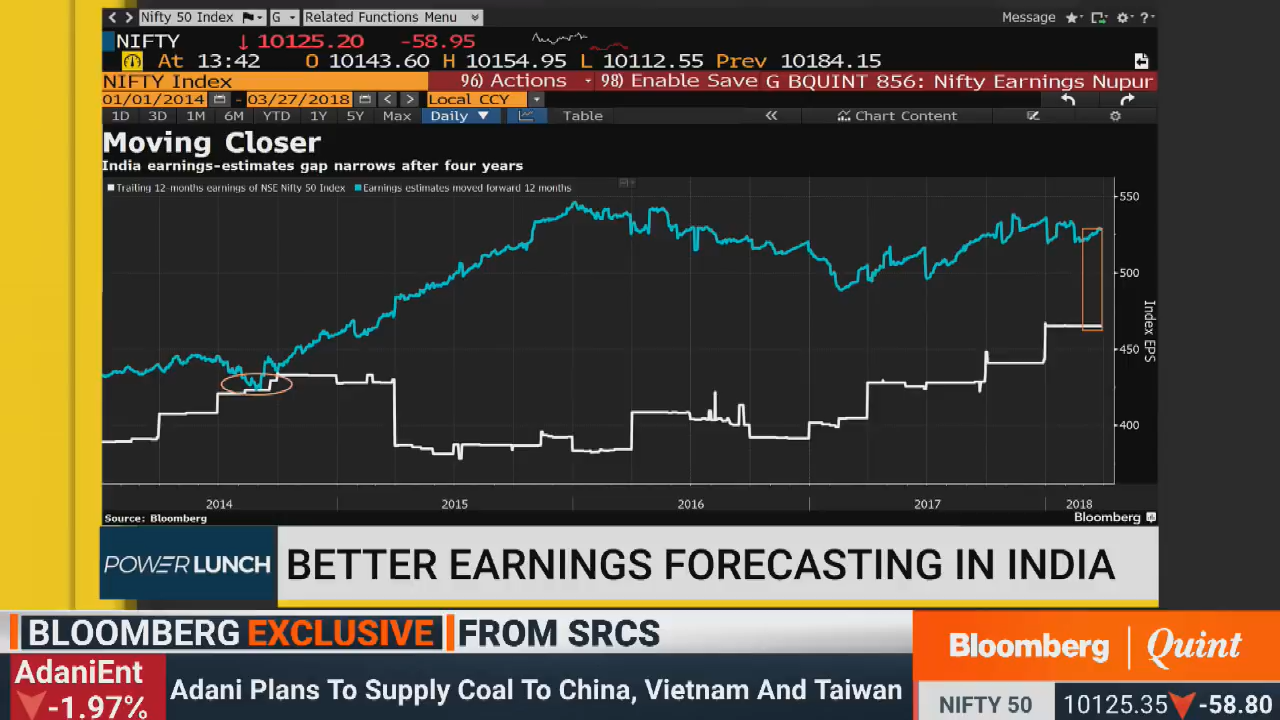 Nifty 50 Index G Related Functions Menu Message
NIFTY ↓ 10125.20 -58.95
At 13:42 O 10143.60 H 10154.95 L 10112.55 Prev 10184.15
NIFTY Index 96) Actions 98) Enable Save G BQUINT 856: Nifty Earnings Nupur
01/01/2014 - 03/27/2018 Local CCY
1D 3D 1M 6M YTD 1Y 5Y Max Daily ▼ Table « Chart Content
Moving Closer
India earnings-estimates gap narrows after four years
Trailing 12-months earnings of NSE Nifty 50 Index Earnings estimates moved forward 12 months
550
500
450
400
Index EPS
2014 2015 2016 2017 2018
Source: Bloomberg Bloomberg
POWER LUNCH BETTER EARNINGS FORECASTING IN INDIA
BLOOMBERG EXCLUSIVE FROM SRCS
Bloomberg Quint
AdaniEnt
-1.97%
Adani Plans To Supply Coal To China, Vietnam And Taiwan
NIFTY 50 10125.35 -58.80